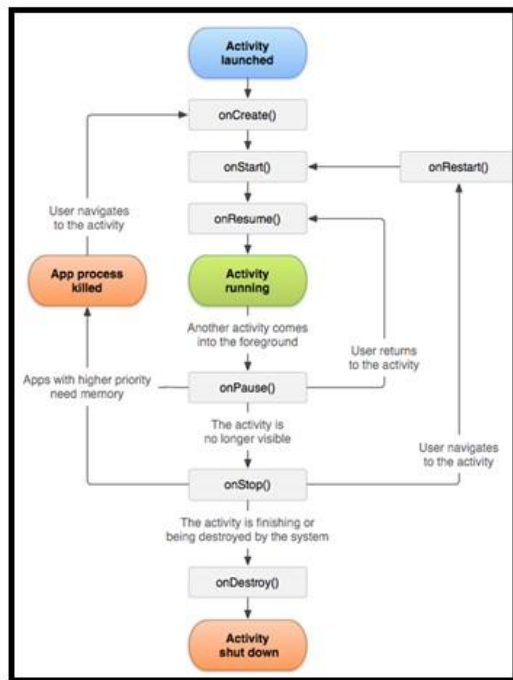 Activity
launched
onCreate()
onStart()
onRestart()
User navigates
to the activity
onResume()
App process
killed
Activity
running
Another activity comes
into the foreground
User returns
to the activity
Apps with higher priority
need memory
onPause()
The activity is
no longer visible
User navigates
to the activity
onStop()
The activity is finishing or
being destroyed by the system
onDestroy()
Activity
shut down